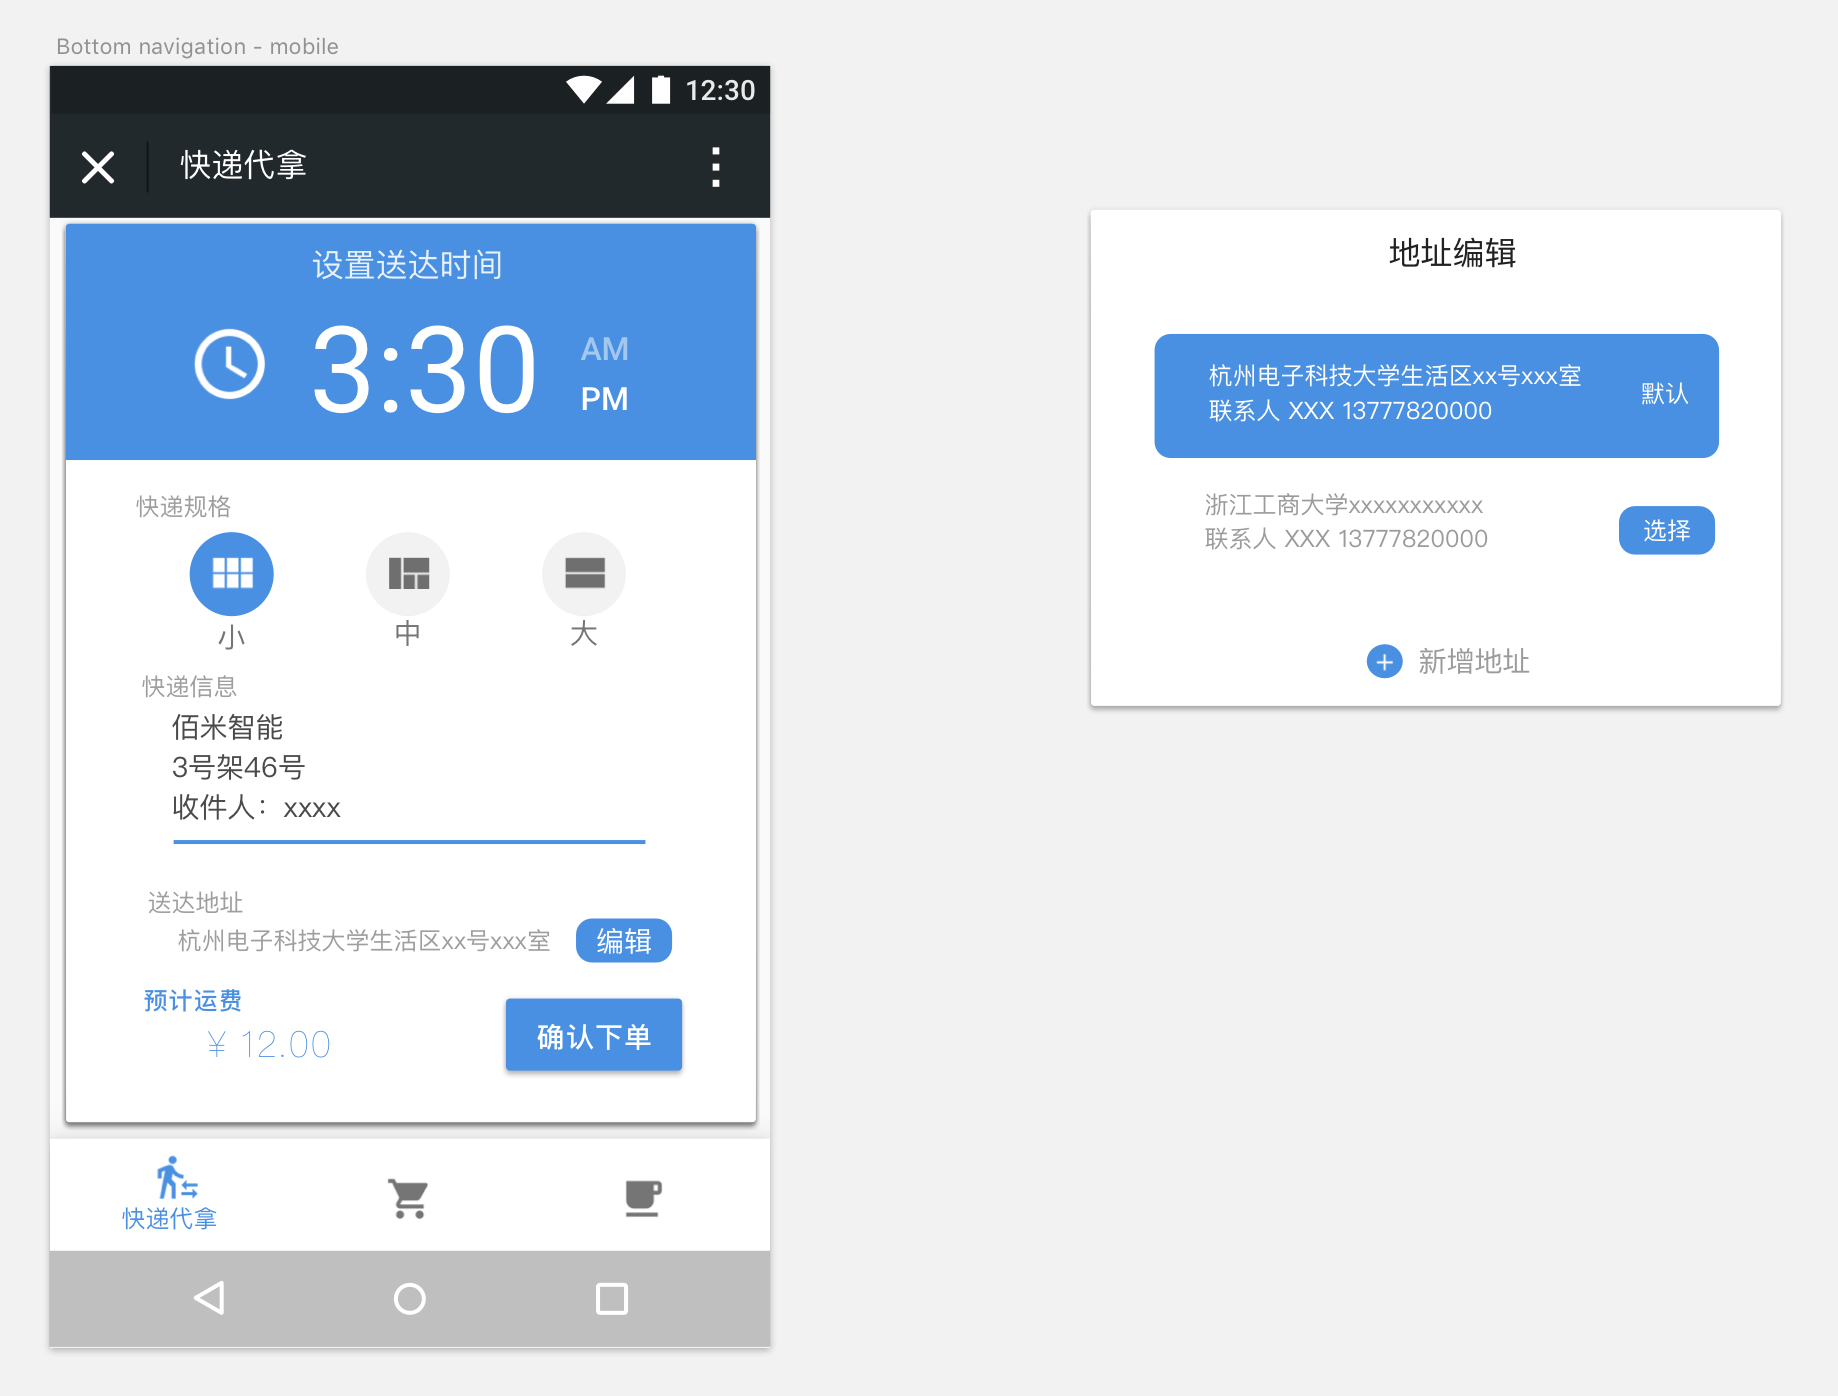 Bottom navigation - mobile
12:30
快递代拿
设置送达时间
3:30
AM
PM
快递规格
小
中
大
快递信息
佰米智能
3号架46号
收件人：xxxx
送达地址
杭州电子科技大学生活区xx号xxx室
编辑
预计运费
¥ 12.00
确认下单
快递代拿
地址编辑
杭州电子科技大学生活区xx号xxx室
联系人 XXX 13777820000
默认
浙江工商大学xxxxxxxxxxx
联系人 XXX 13777820000
选择
新增地址